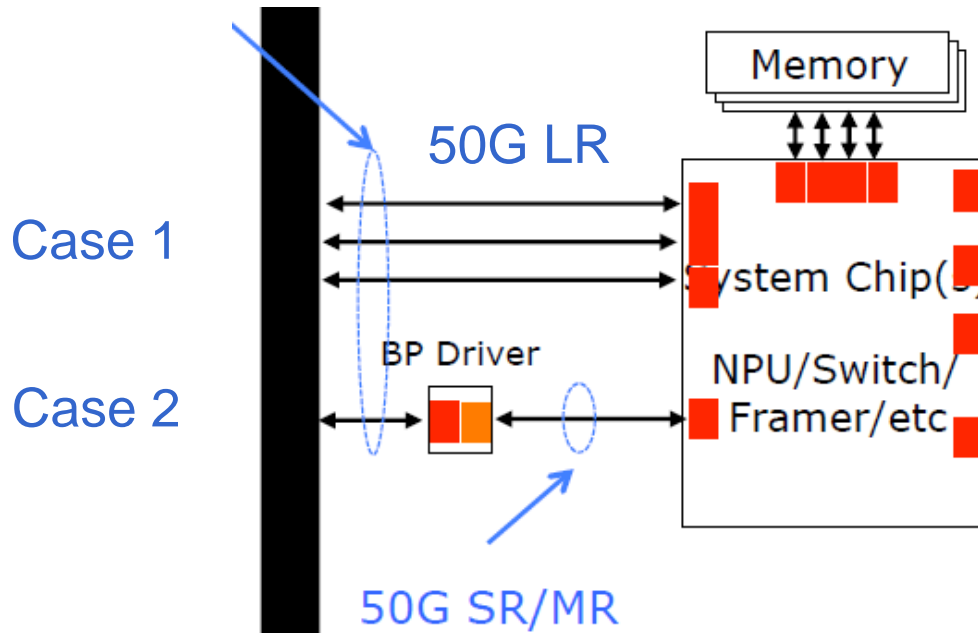 Memory
50G LR
Case 1
System Chip(s)
BP Driver
NPU/Switch/
Case 2
Framer/etc
50G SR/MR